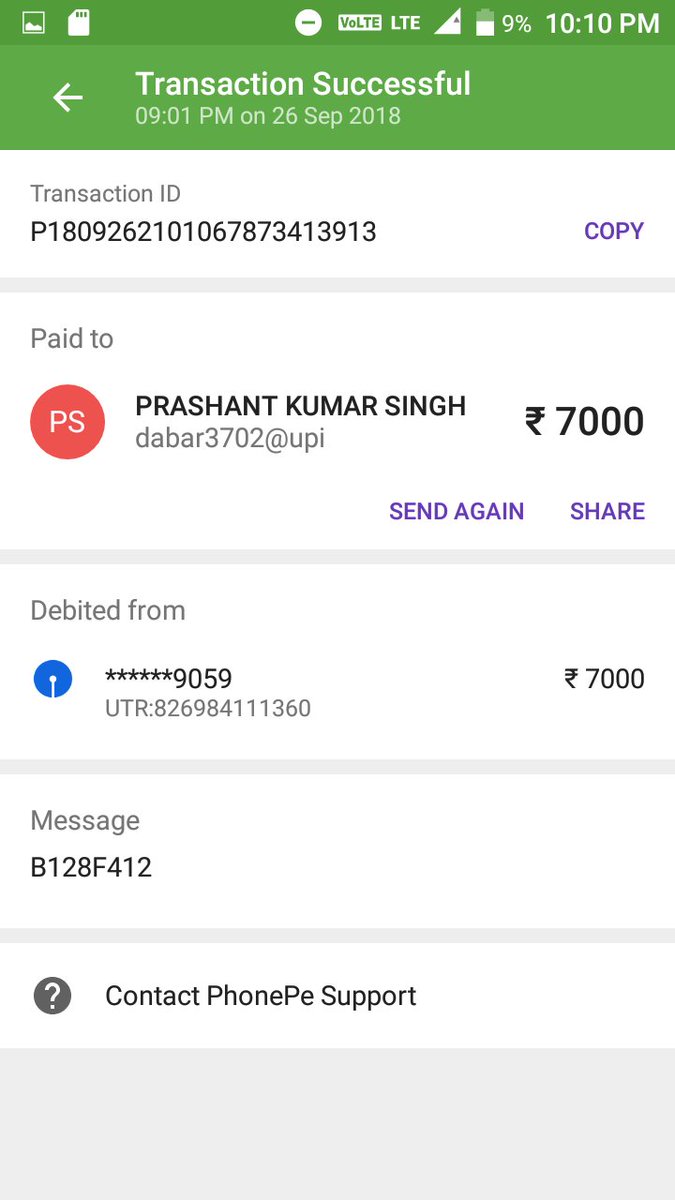 VoLTE LTE 9% 10:10 PM
Transaction Successful
09:01 PM on 26 Sep 2018
Transaction ID
P1809262101067873413913 COPY
Paid to
PS PRASHANT KUMAR SINGH ₹ 7000
dabar3702@upi
SEND AGAIN SHARE
Debited from
******9059 ₹ 7000
UTR:826984111360
Message
B128F412
? Contact PhonePe Support